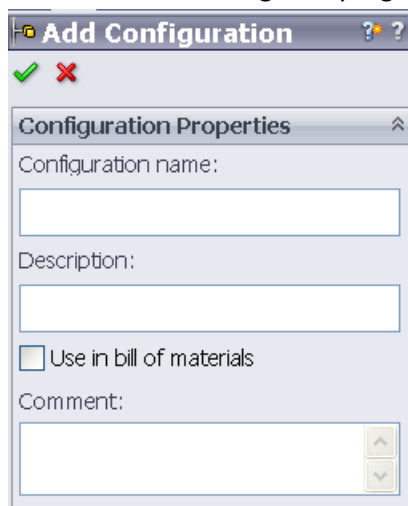 Add Configuration
Configuration Properties
Configuration name:
Description:
Use in bill of materials
Comment: